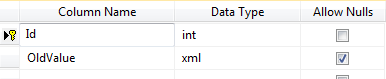 Column Name Data Type Allow Nulls
Id int
OldValue xml